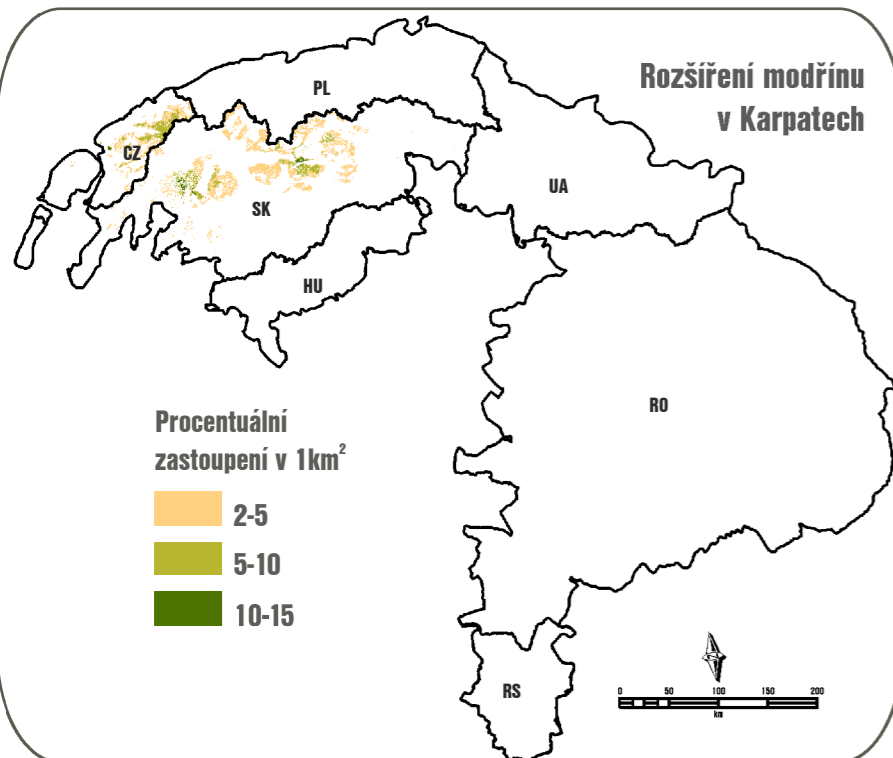 Rozšíření modřínu
v Karpatech
PL
CZ
SK
UA
HU
RO
RS
Procentuální
zastoupení v 1km²
2-5
5-10
10-15
0 50 100 150 200
km